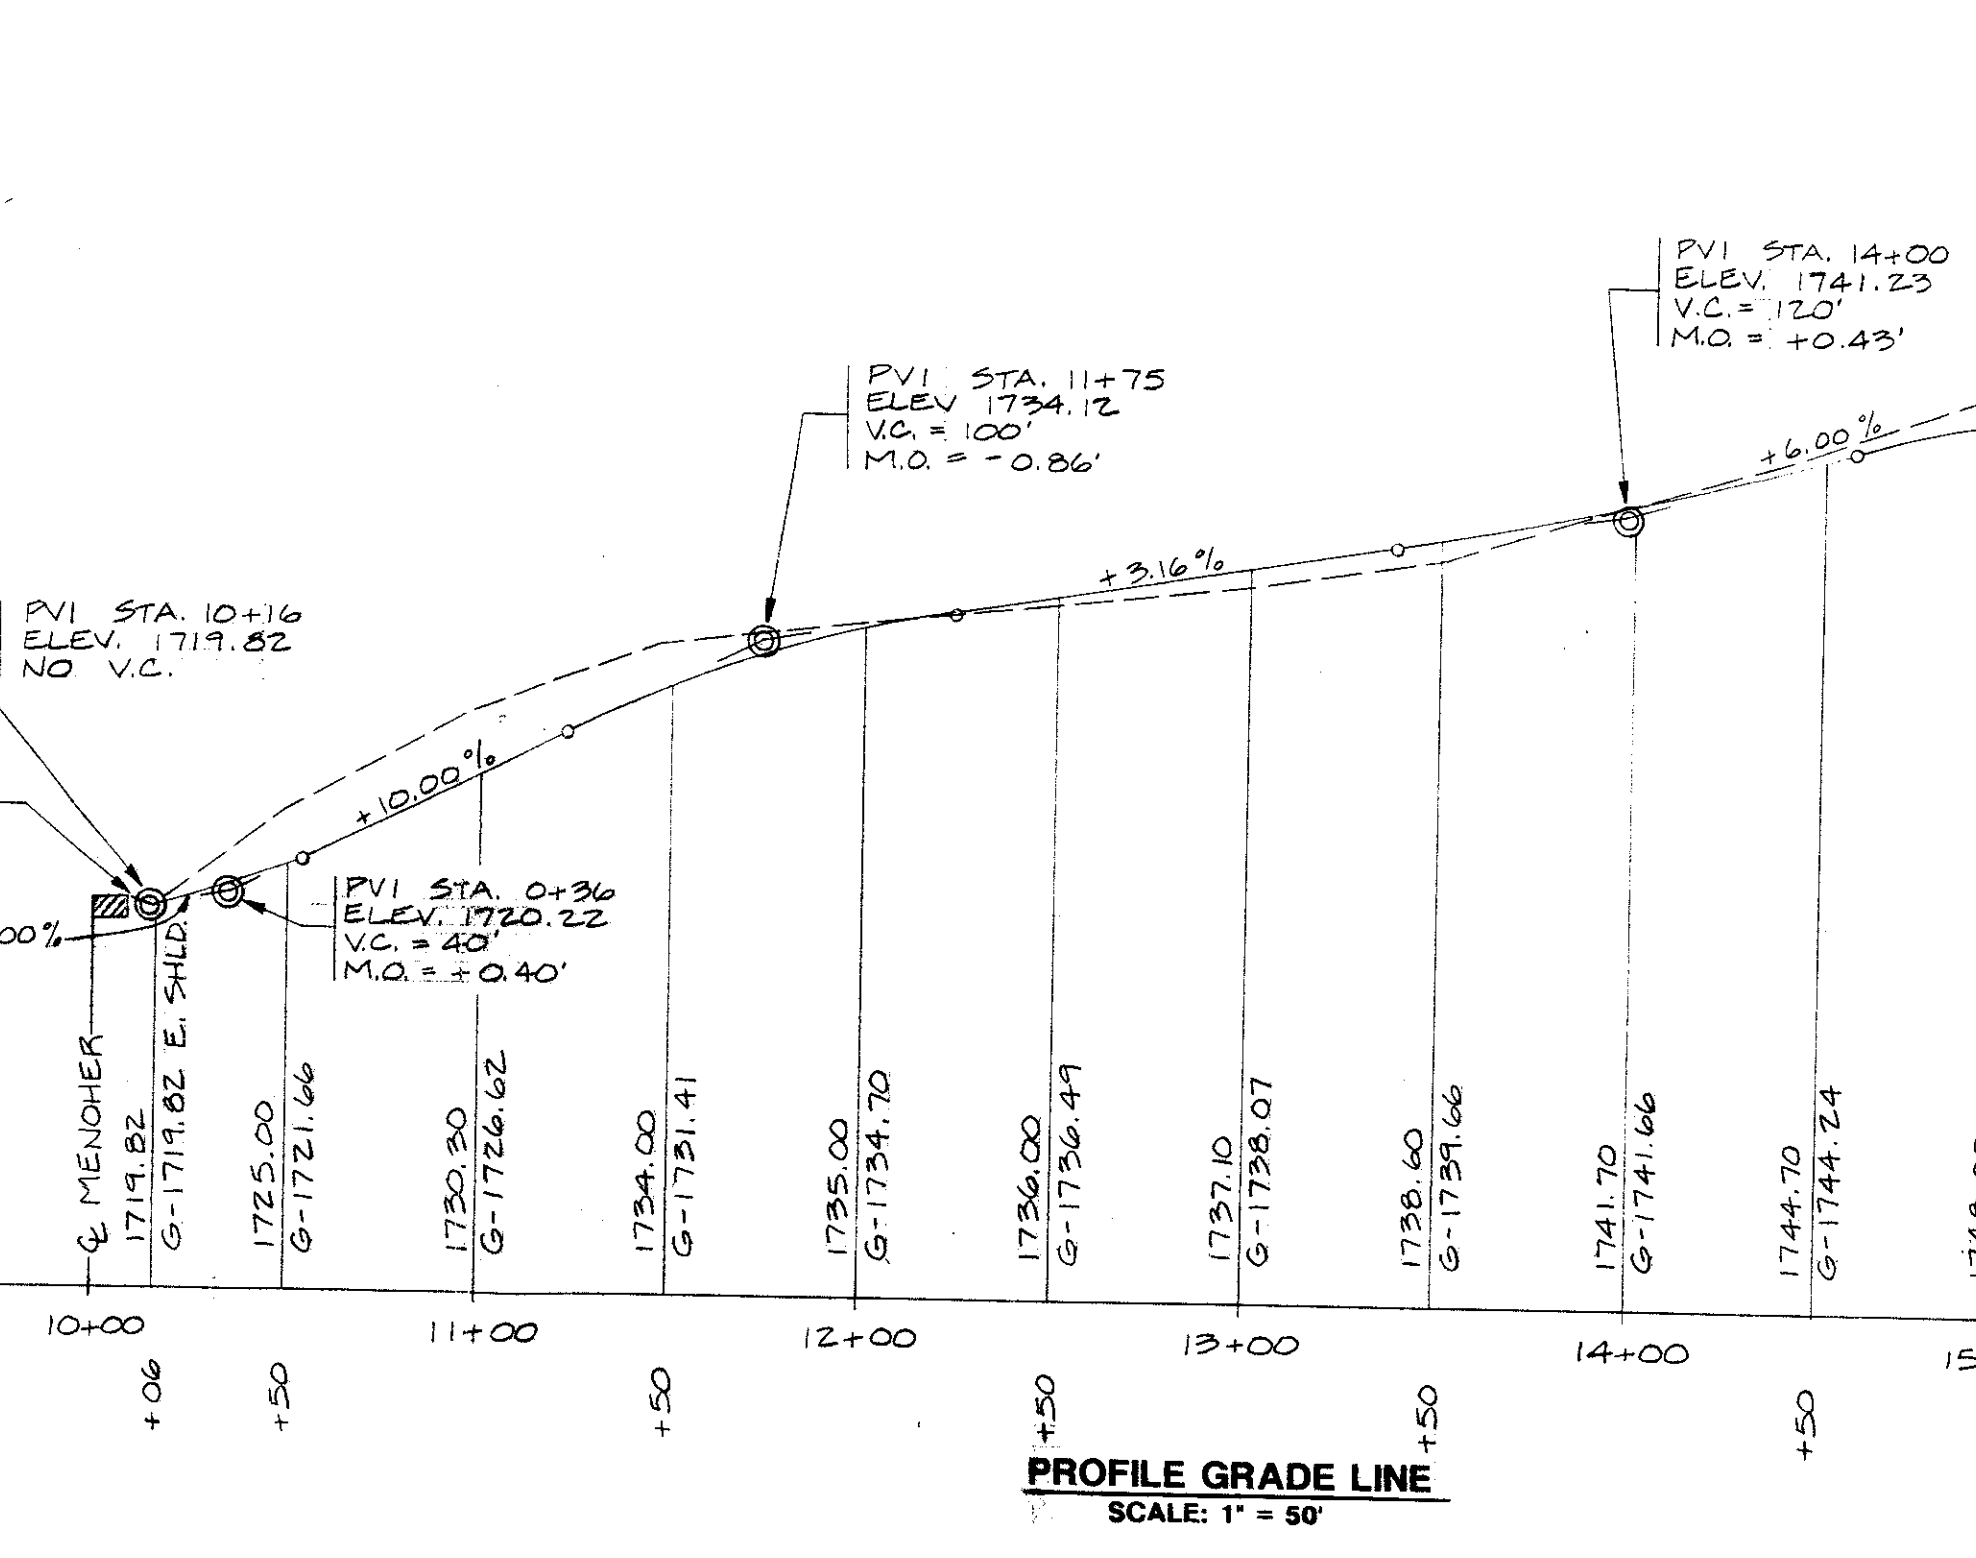 PVI STA. 14+00
ELEV. 1741.23
V.C. = 120'
M.O. = +0.43'
PVI STA. 11+75
ELEV 1734.12
V.C. = 100'
M.O. = -0.86'
+6.00%
+3.16%
PVI STA. 10+16
ELEV. 1719.82
NO V.C.
+10.00%
PVI STA. 0+36
ELEV. 1720.22
V.C. = 40'
M.O. = +0.40'
00%
℄ MENOHER
1719.82
G-1719.82 E. SHLD.
1725.00
G-1721.66
1730.30
G-1726.62
1734.00
G-1731.41
1735.00
G-1734.70
1736.00
G-1736.49
1737.10
G-1738.07
1738.60
G-1739.66
1741.70
G-1741.66
1744.70
G-1744.24
10+00
11+00
12+00
13+00
14+00
15
+06
+50
+50
+50
+50
+50
PROFILE GRADE LINE
SCALE: 1" = 50'